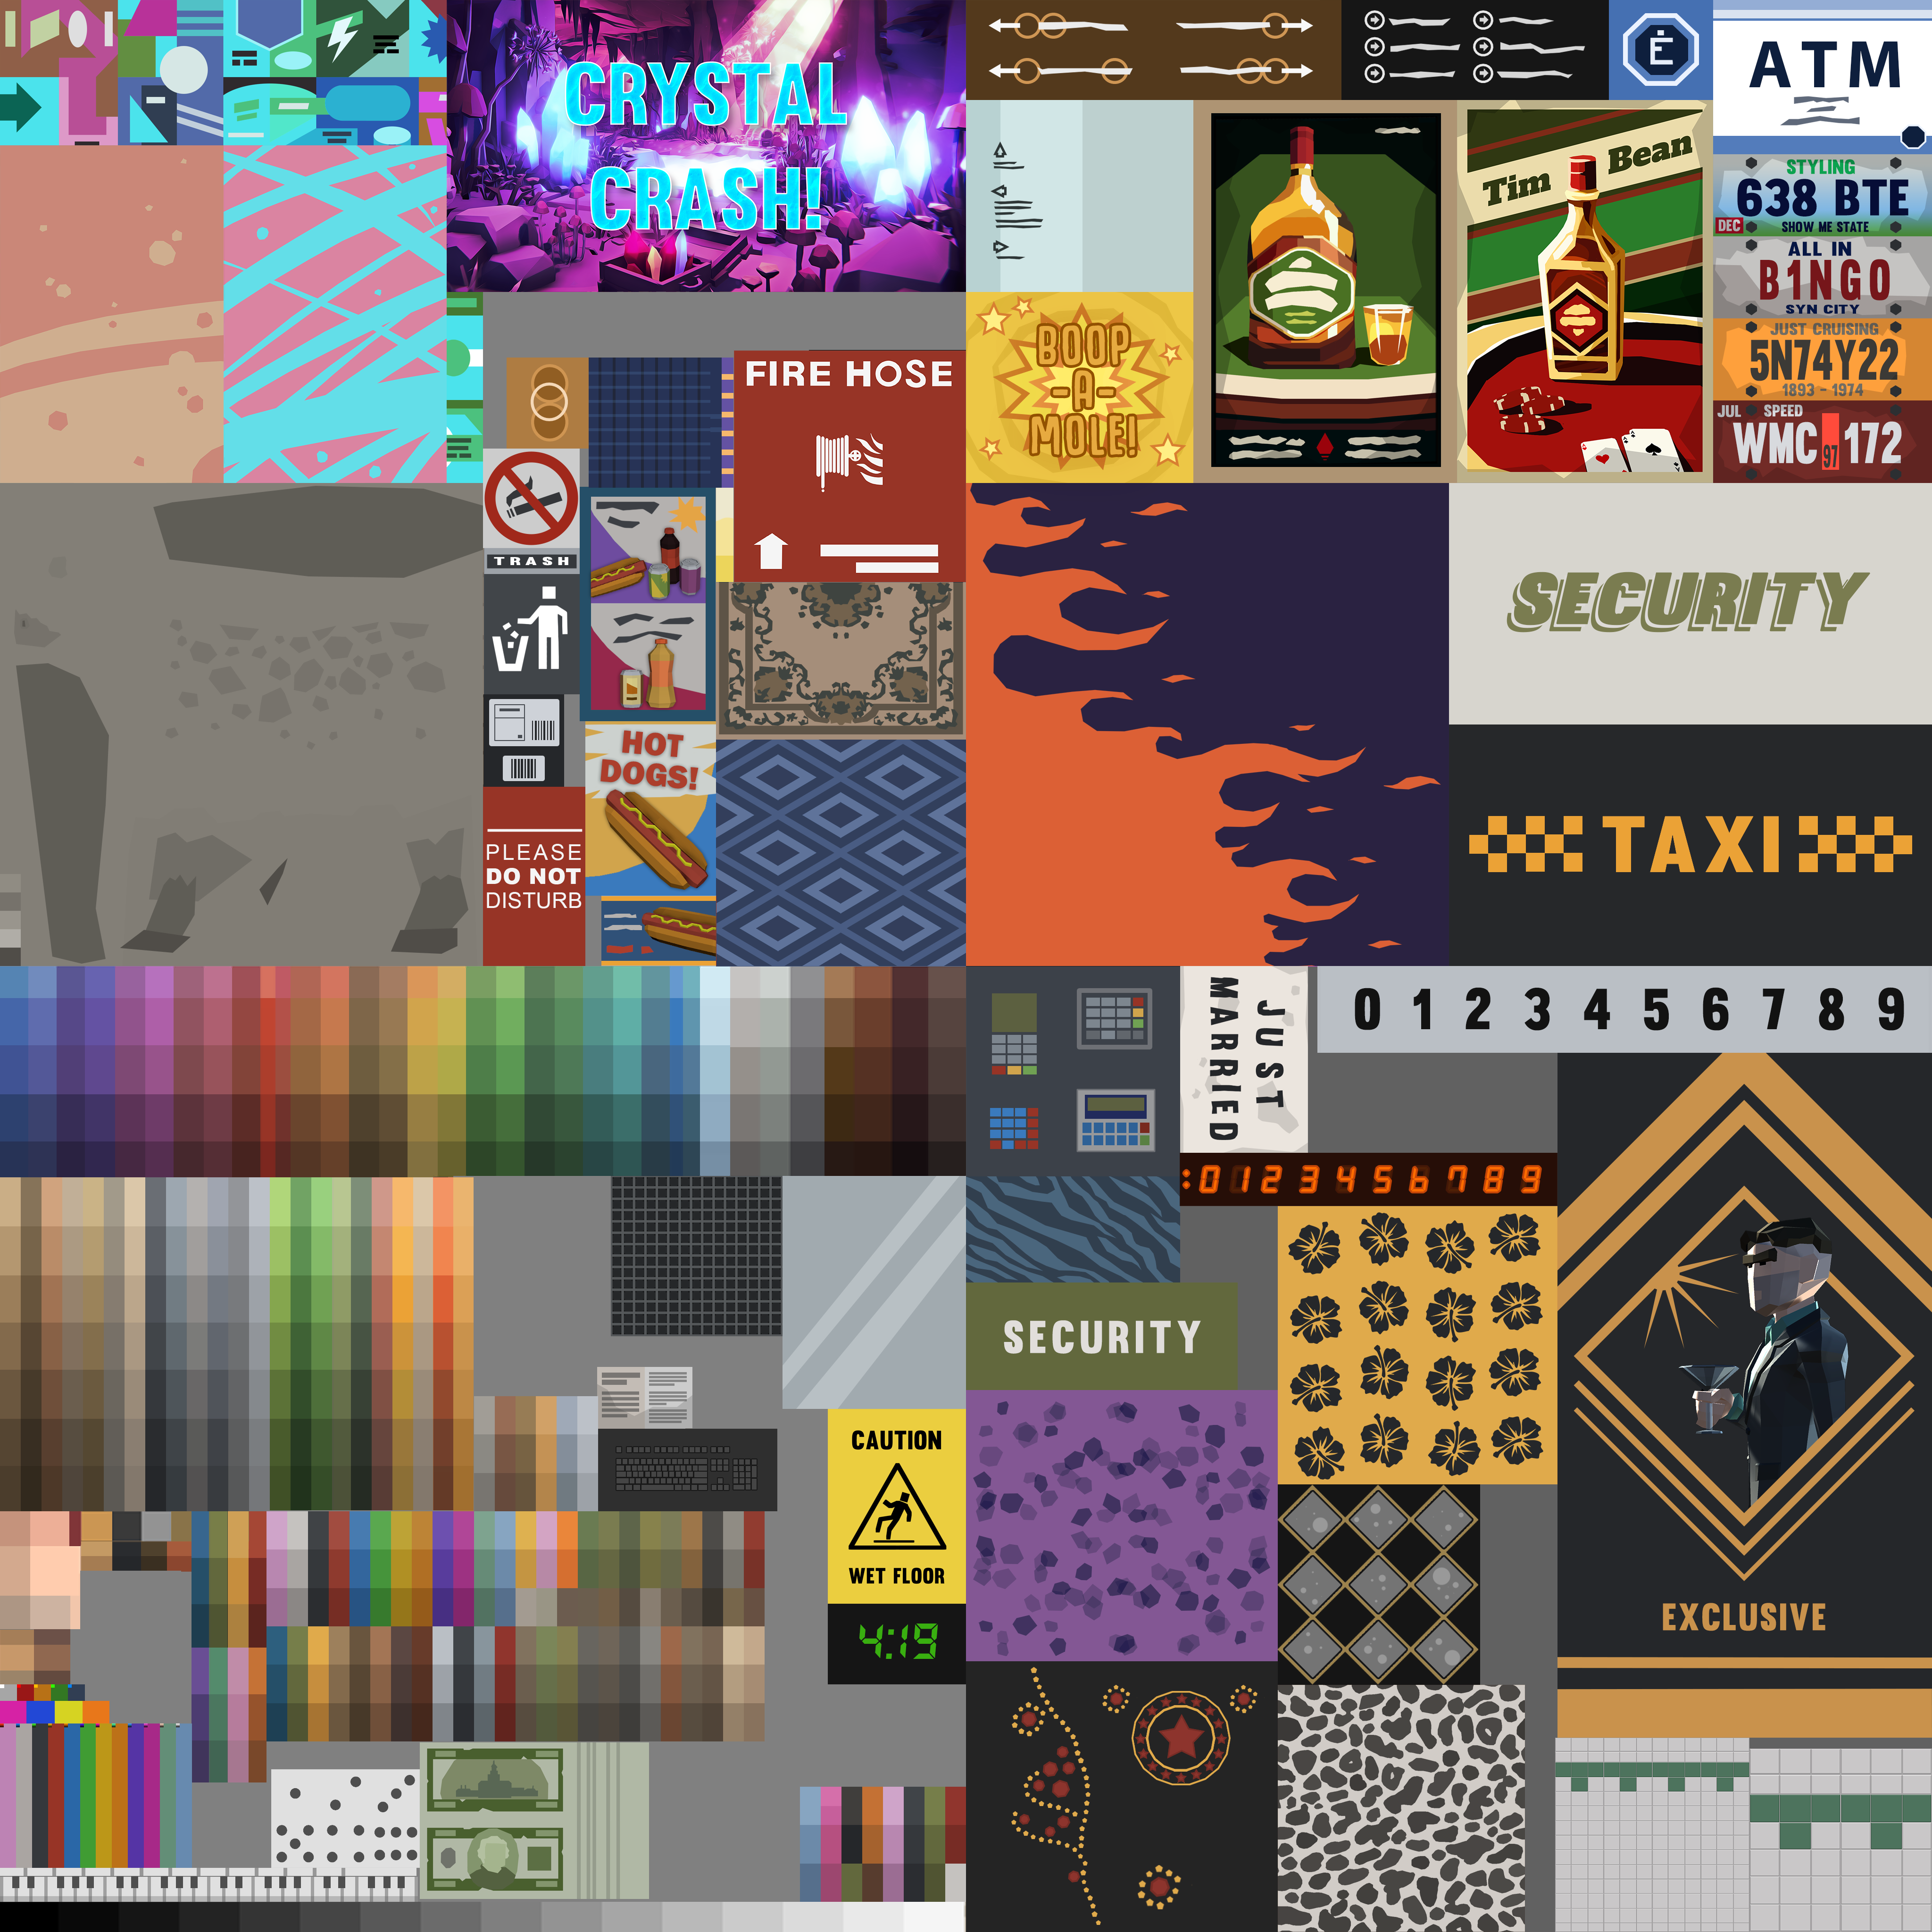 CRYSTAL
CRASH!
É
ATM
STYLING
638 BTE
DEC
SHOW ME STATE
ALL IN
B1NGO
SYN CITY
JUST CRUISING
5N74Y22
1893 - 1974
JUL SPEED
WMC 97 172
Tim Bean
BOOP
-A-
MOLE!
FIRE HOSE
TRASH
HOT
DOGS!
PLEASE
DO NOT
DISTURB
SECURITY
TAXI
JUST
MARRIED
0 1 2 3 4 5 6 7 8 9
:0 1 2 3 4 5 6 7 8 9
SECURITY
EXCLUSIVE
CAUTION
WET FLOOR
4:19